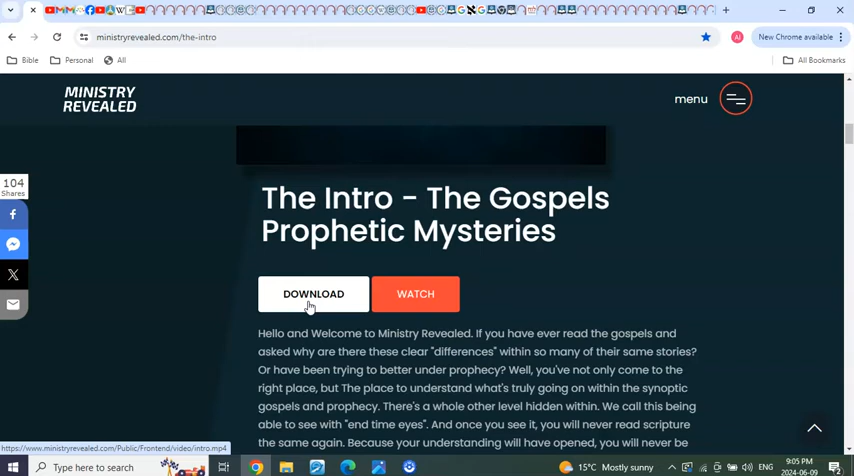 ministryrevealed.com/the-intro
New Chrome available
Bible
Personal
All
All Bookmarks
MINISTRY
REVEALED
menu
104
Shares
The Intro - The Gospels
Prophetic Mysteries
DOWNLOAD
WATCH
Hello and Welcome to Ministry Revealed. If you have ever read the gospels and
asked why are there these clear "differences" within so many of their same stories?
Or have been trying to better under prophecy? Well, you've not only come to the
right place, but The place to understand what's truly going on within the synoptic
gospels and prophecy. There's a whole other level hidden within. We call this being
able to see with "end time eyes". And once you see it, you will never read scripture
the same again. Because your understanding will have opened, you will never be
https://www.ministryrevealed.com/Public/Frontend/video/intro.mp4
Type here to search
15°C Mostly sunny
9:05 PM
2024-06-09
2